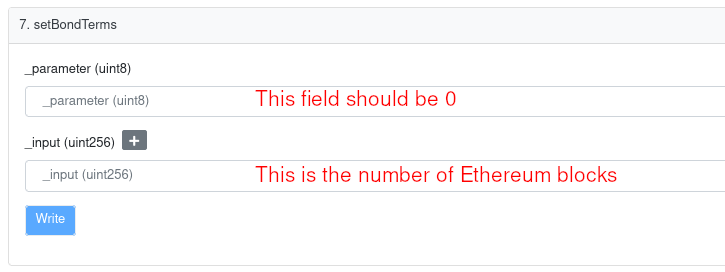 7. setBondTerms
_parameter (uint8)
_parameter (uint8) This field should be 0
_input (uint256) +
_input (uint256) This is the number of Ethereum blocks
Write